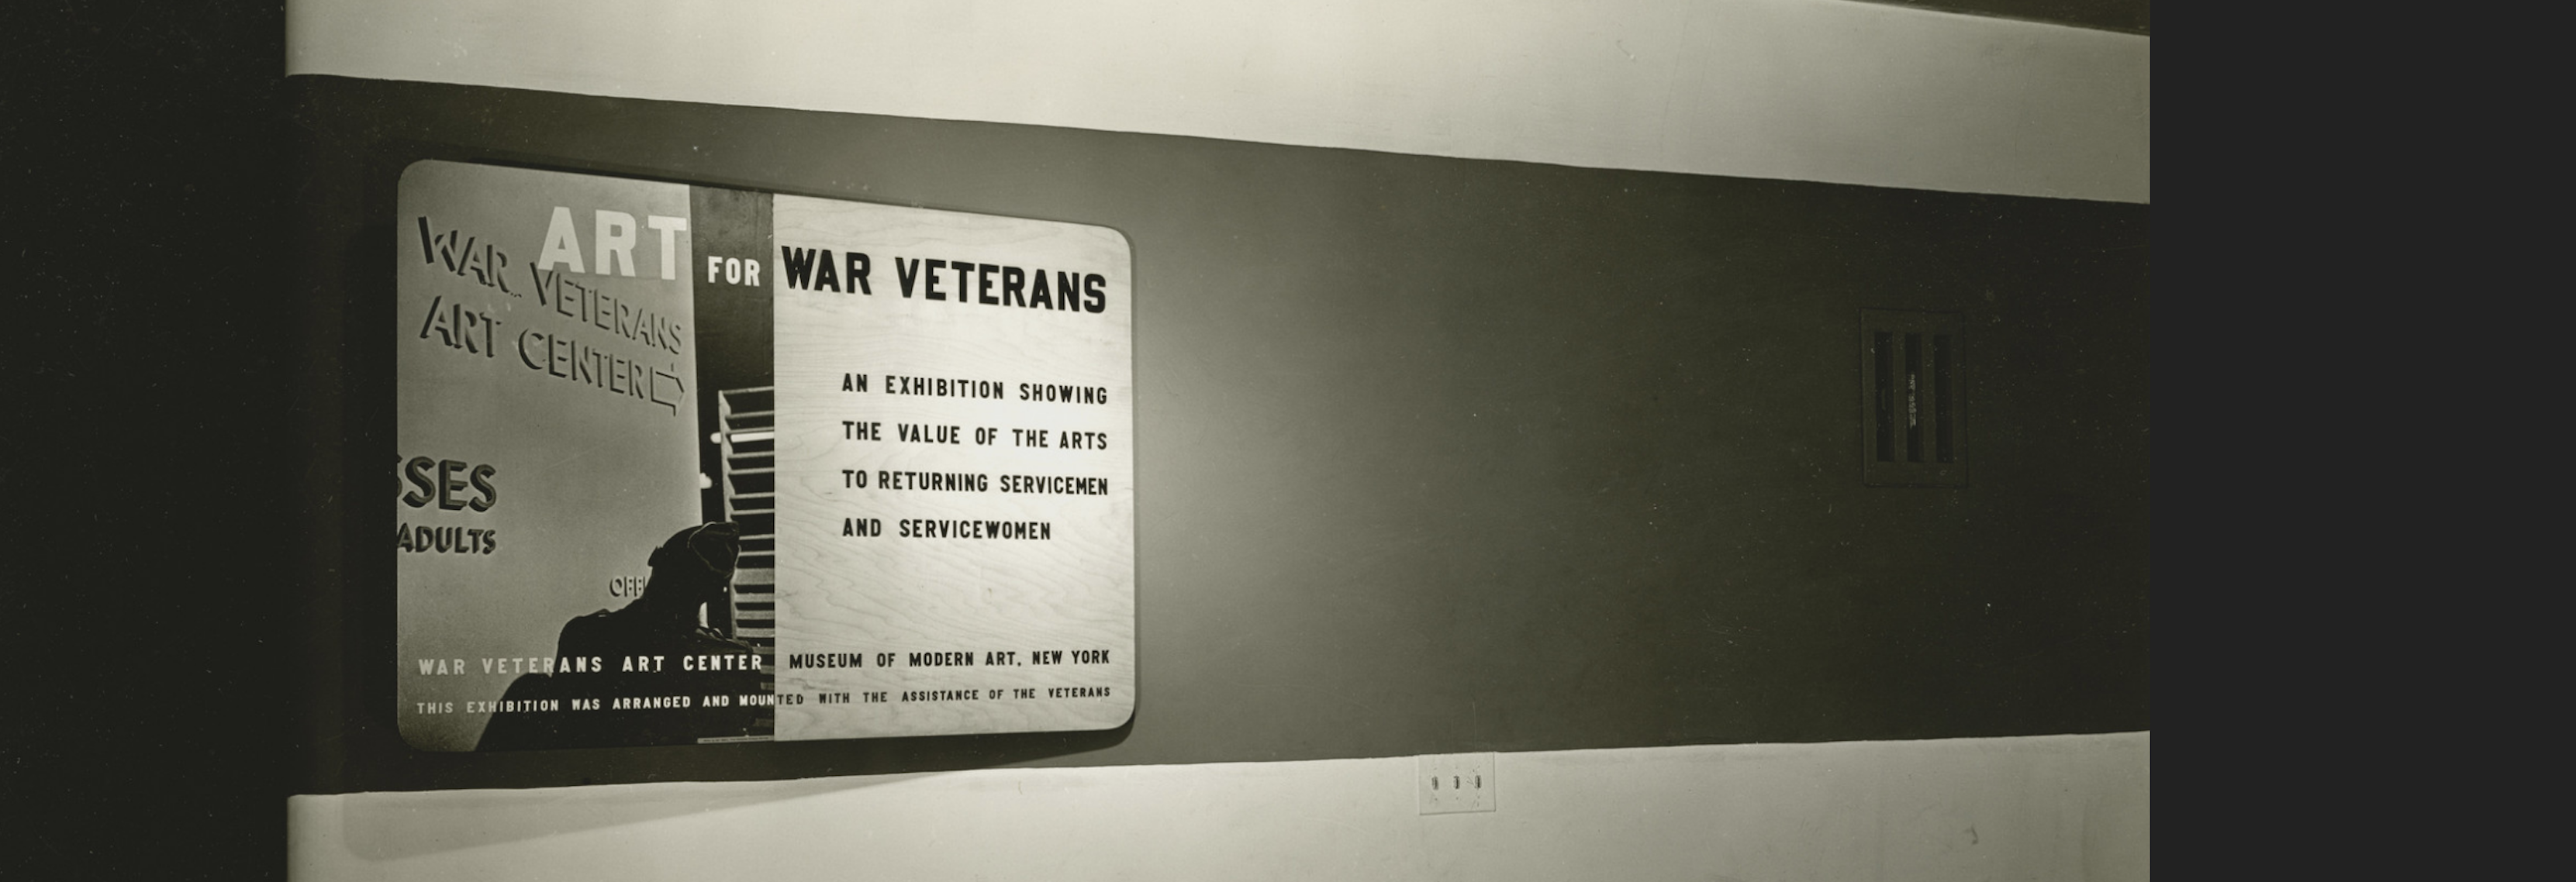 ART FOR WAR VETERANS
WAR VETERANS
ART CENTER
SSES
ADULTS
AN EXHIBITION SHOWING
THE VALUE OF THE ARTS
TO RETURNING SERVICEMEN
AND SERVICEWOMEN
WAR VETERANS ART CENTER MUSEUM OF MODERN ART, NEW YORK
THIS EXHIBITION WAS ARRANGED AND MOUNTED WITH THE ASSISTANCE OF THE VETERANS